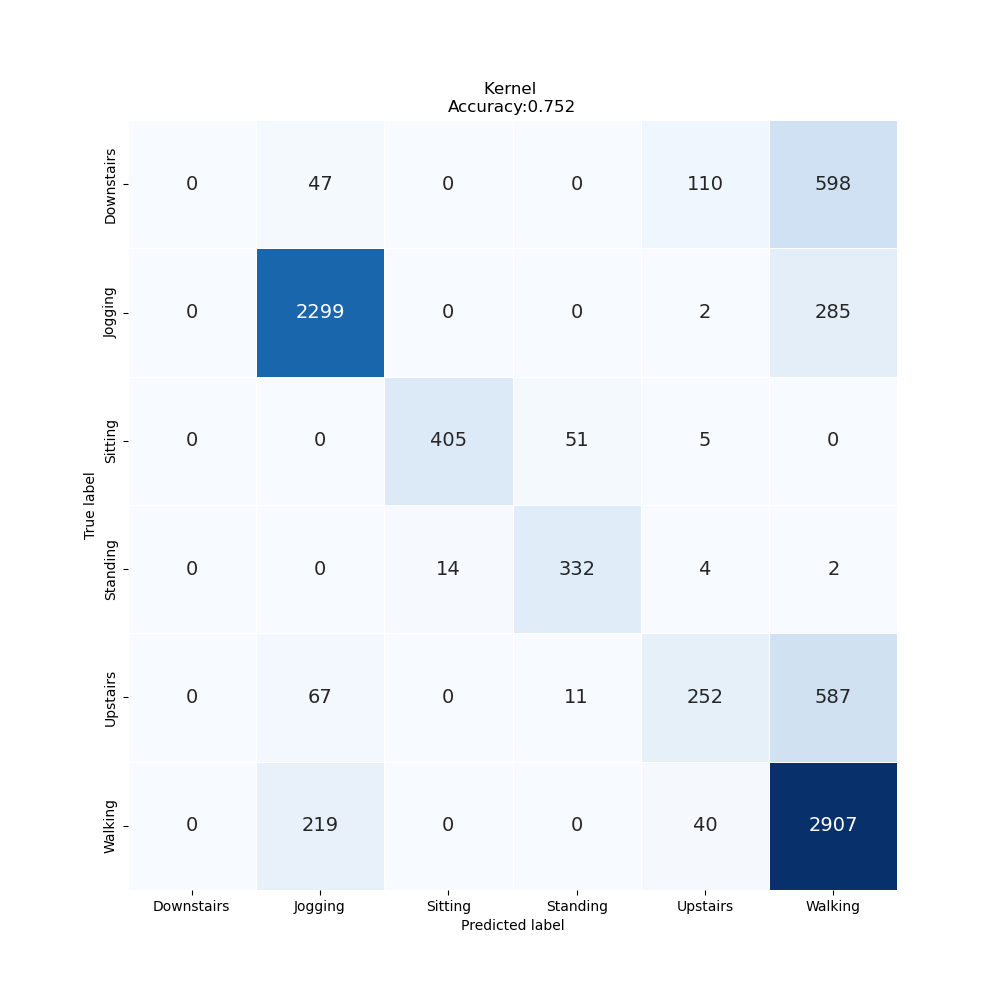 Kernel
Accuracy:0.752
True label
Downstairs 0 47 0 0 110 598
Jogging 0 2299 0 0 2 285
Sitting 0 0 405 51 5 0
Standing 0 0 14 332 4 2
Upstairs 0 67 0 11 252 587
Walking 0 219 0 0 40 2907
Downstairs Jogging Sitting Standing Upstairs Walking
Predicted label